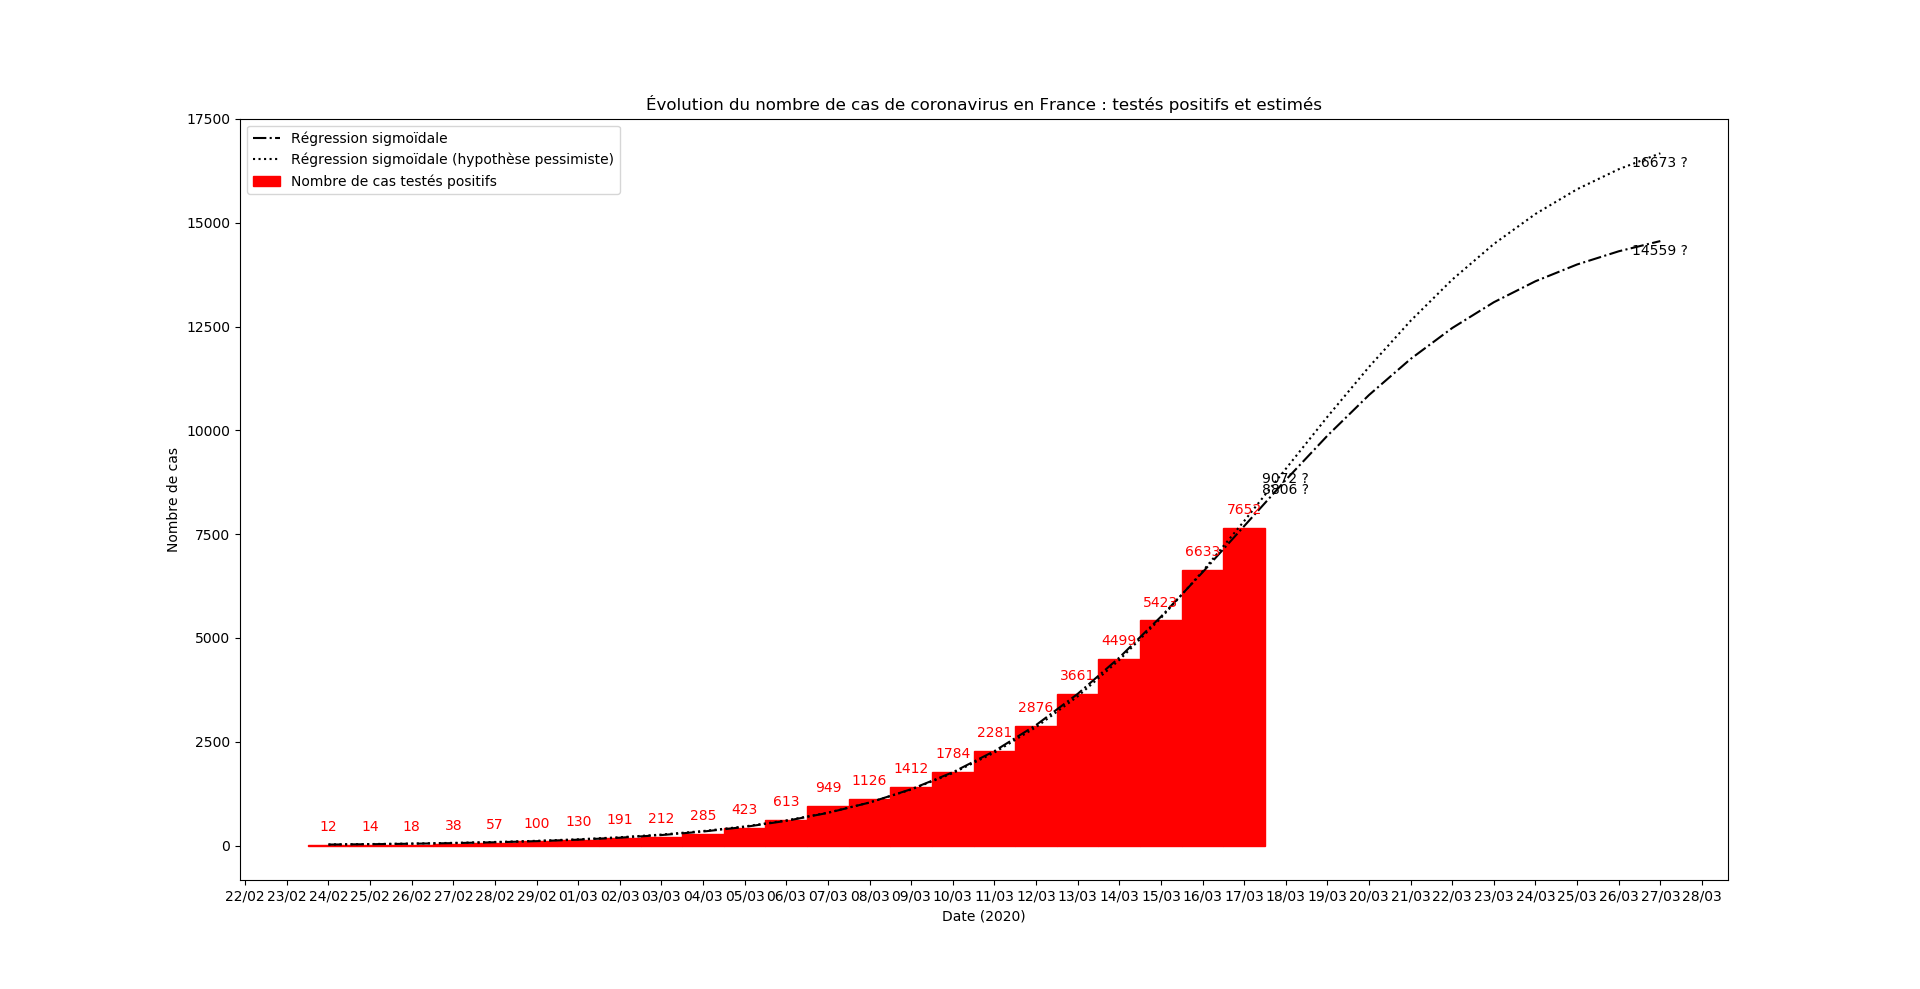 Évolution du nombre de cas de coronavirus en France : testés positifs et estimés
Régression sigmoïdale
Régression sigmoïdale (hypothèse pessimiste)
Nombre de cas testés positifs
Nombre de cas
17500
15000
12500
10000
7500
5000
2500
0
16673 ?
14559 ?
9072 ?
8806 ?
12 14 18 38 57 100 130 191 212 285 423 613 949 1126 1412 1784 2281 2876 3661 4499 5423 6633 7652
22/02 23/02 24/02 25/02 26/02 27/02 28/02 29/02 01/03 02/03 03/03 04/03 05/03 06/03 07/03 08/03 09/03 10/03 11/03 12/03 13/03 14/03 15/03 16/03 17/03 18/03 19/03 20/03 21/03 22/03 23/03 24/03 25/03 26/03 27/03 28/03
Date (2020)